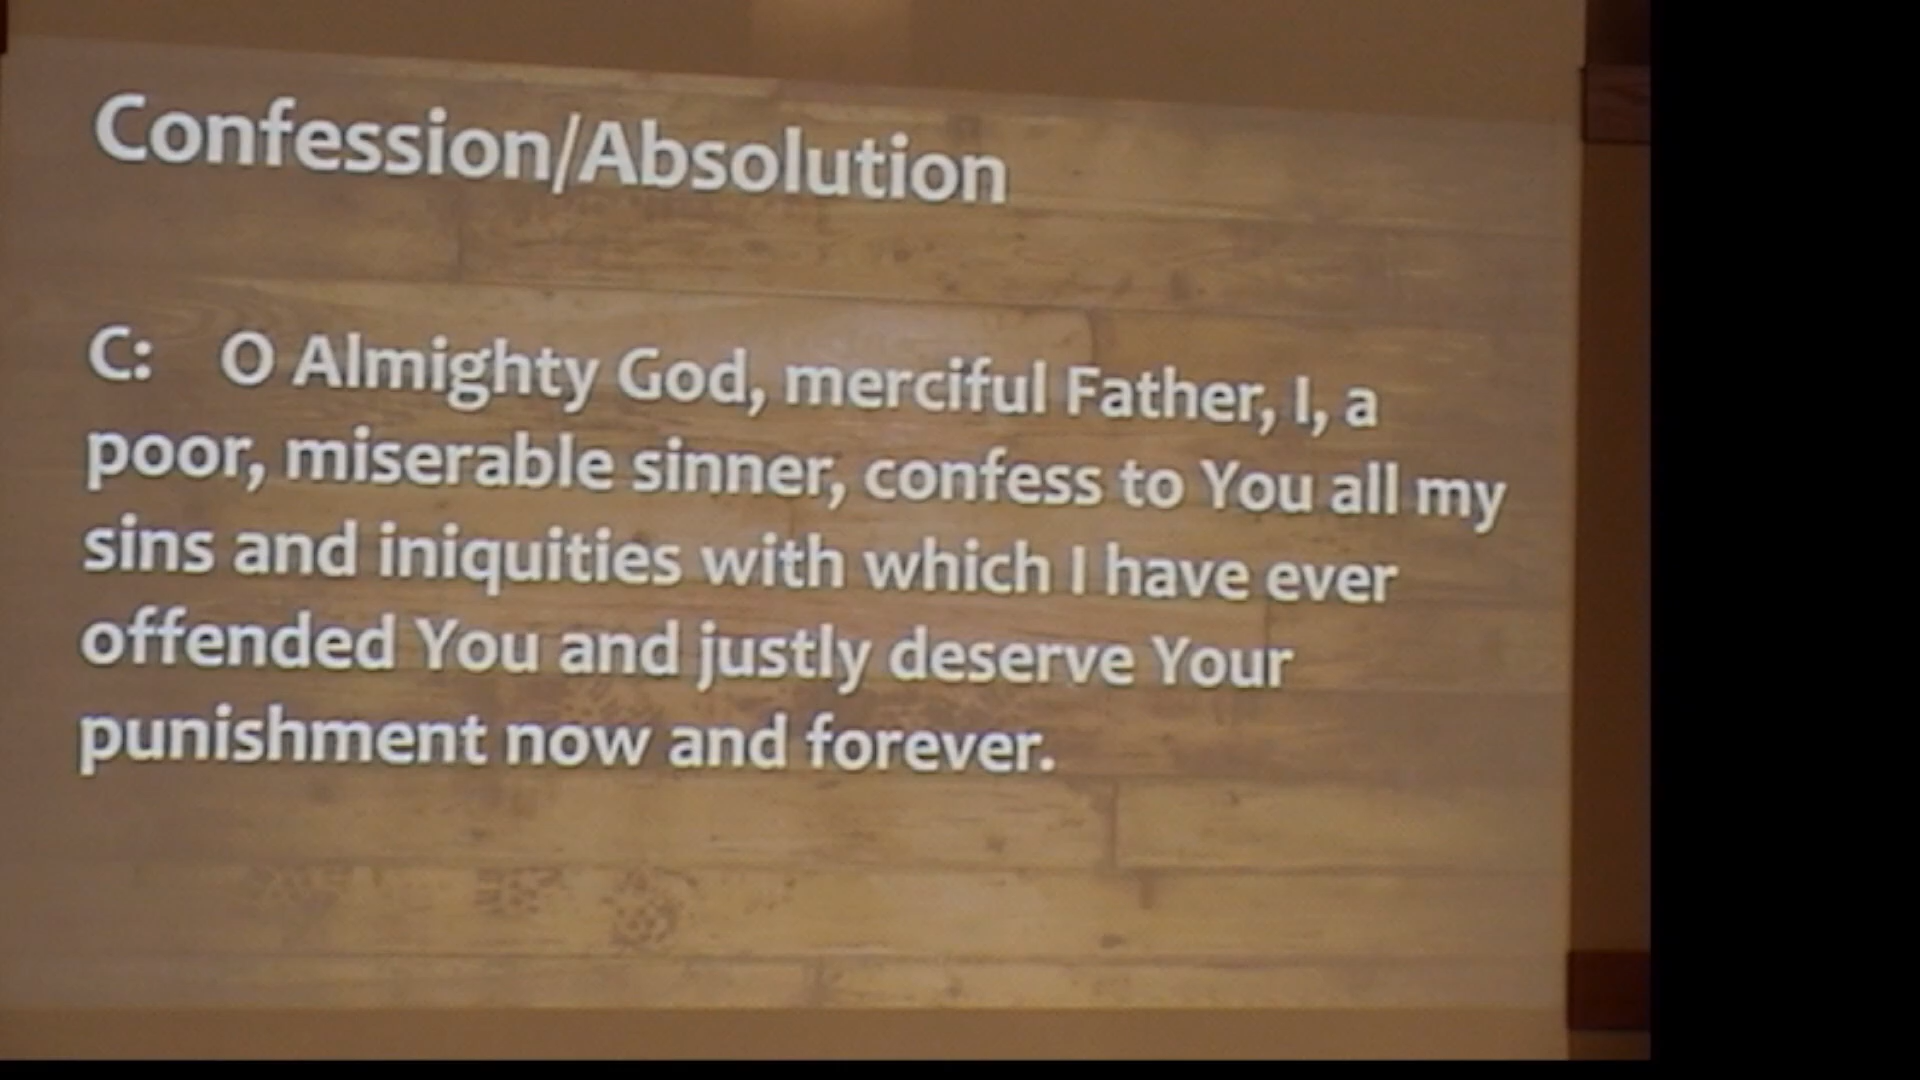 Confession/Absolution
C: O Almighty God, merciful Father, I, a
poor, miserable sinner, confess to You all my
sins and iniquities with which I have ever
offended You and justly deserve Your
punishment now and forever.